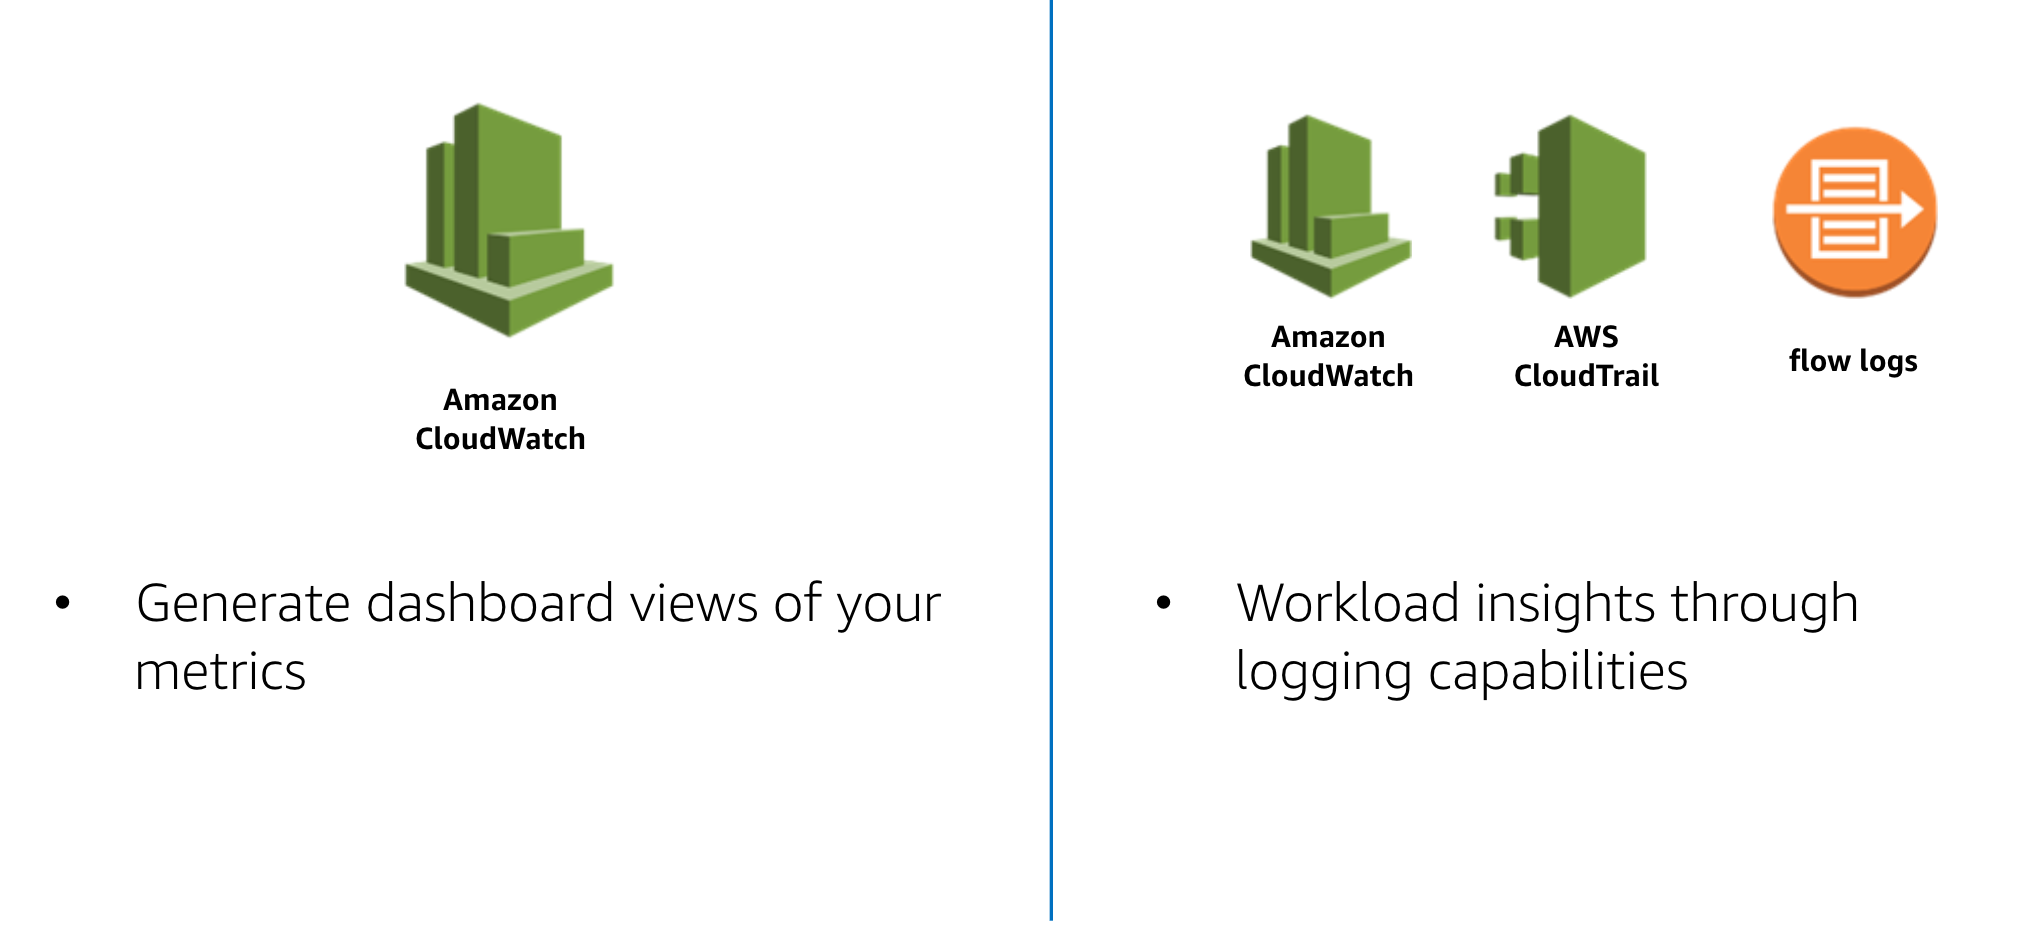 Amazon
CloudWatch
• Generate dashboard views of your
metrics
Amazon
CloudWatch
AWS
CloudTrail
flow logs
• Workload insights through
logging capabilities